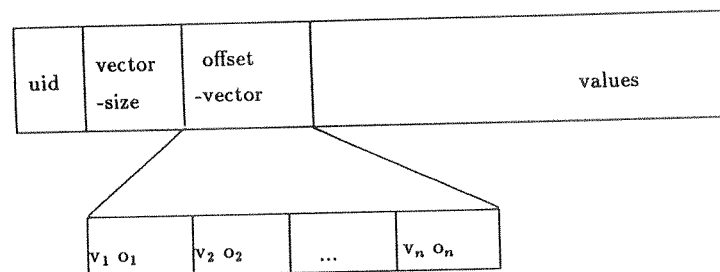 uid
vector
-size
offset
-vector
values
v₁ o₁
v₂ o₂
...
vₙ oₙ